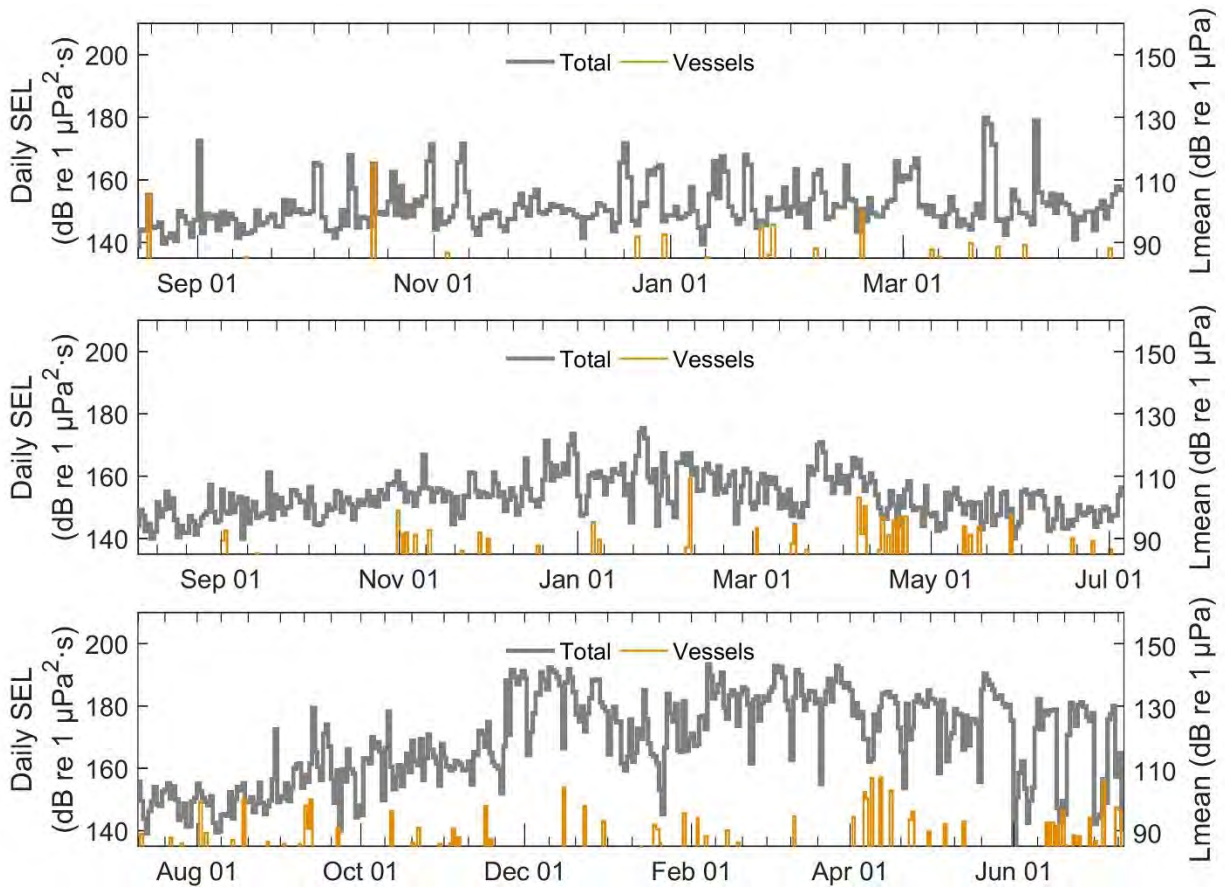 Daily SEL
(dB re 1 µPa²·s)
200
180
160
140
Total Vessels
150
130
110
90
Lmean (dB re 1 µPa)
Sep 01 Nov 01 Jan 01 Mar 01
Daily SEL
(dB re 1 µPa²·s)
200
180
160
140
Total Vessels
150
130
110
90
Lmean (dB re 1 µPa)
Sep 01 Nov 01 Jan 01 Mar 01 May 01 Jul 01
Daily SEL
(dB re 1 µPa²·s)
200
180
160
140
Total Vessels
150
130
110
90
Lmean (dB re 1 µPa)
Aug 01 Oct 01 Dec 01 Feb 01 Apr 01 Jun 01